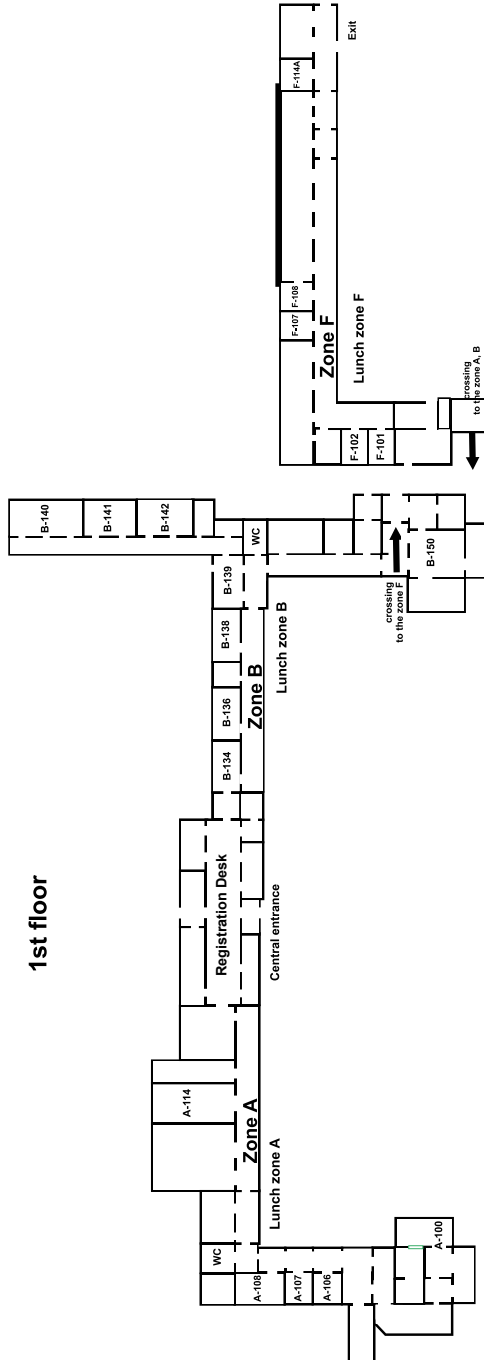 1st floor
A-100
A-106
A-107
A-108
WC
Lunch zone A
Zone A
A-114
Registration Desk
Central entrance
B-134
B-136
B-138
B-139
Zone B
Lunch zone B
WC
B-140
B-141
B-142
crossing
to the zone F
B-150
crossing
to the zone A, B
F-101
F-102
Zone F
Lunch zone F
F-107
F-108
F-114A
Exit